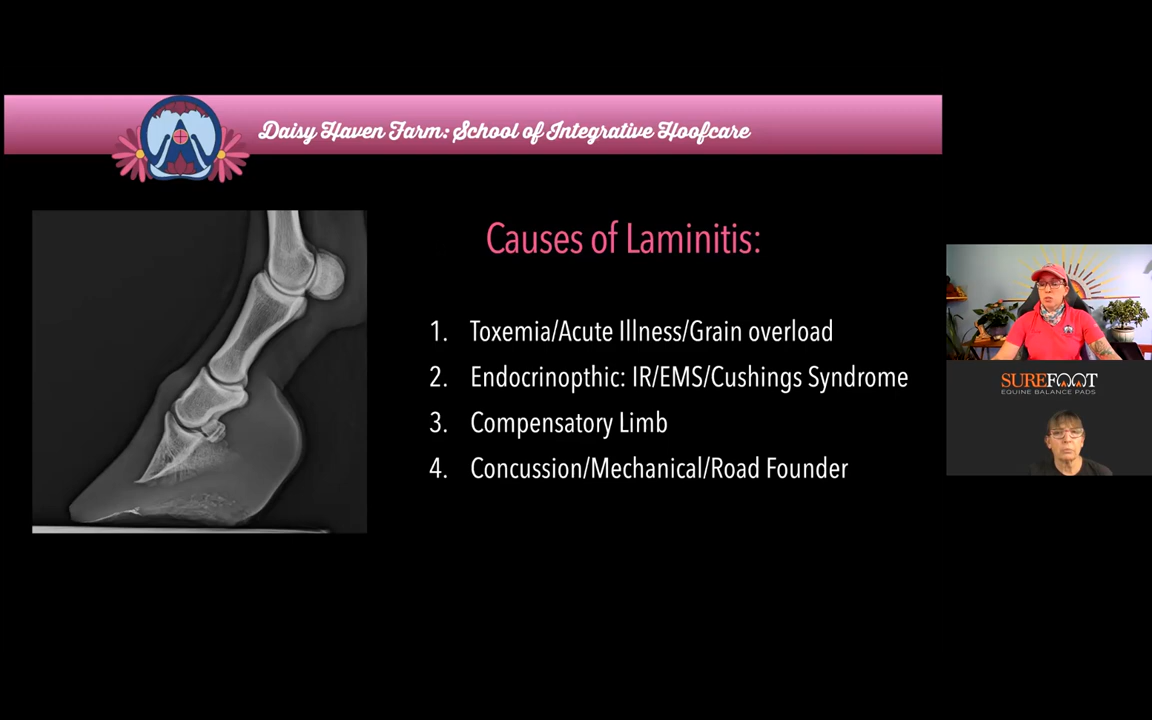 Daisy Haven Farm: School of Integrative Hoofcare
Causes of Laminitis:
1. Toxemia/Acute Illness/Grain overload
2. Endocrinopthic: IR/EMS/Cushings Syndrome
3. Compensatory Limb
4. Concussion/Mechanical/Road Founder
SUREFOOT
EQUINE BALANCE PADS